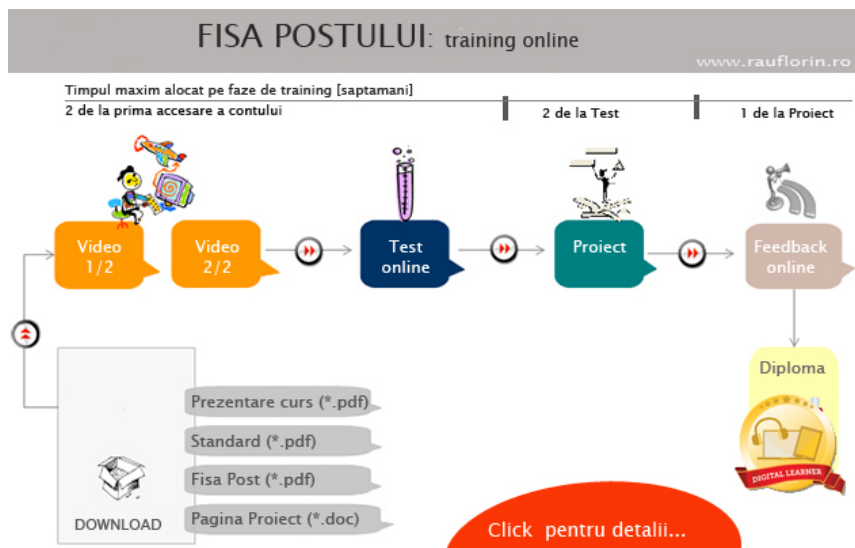 FISA POSTULUI: training online
www.rauflorin.ro
Timpul maxim alocat pe faze de training [saptamani]
2 de la prima accesare a contului
2 de la Test
1 de la Proiect
Video
1/2
Video
2/2
Test
online
Proiect
Feedback
online
Diploma
DIGITAL LEARNER
Prezentare curs (*.pdf)
Standard (*.pdf)
Fisa Post (*.pdf)
Pagina Proiect (*.doc)
DOWNLOAD
Click pentru detalii...